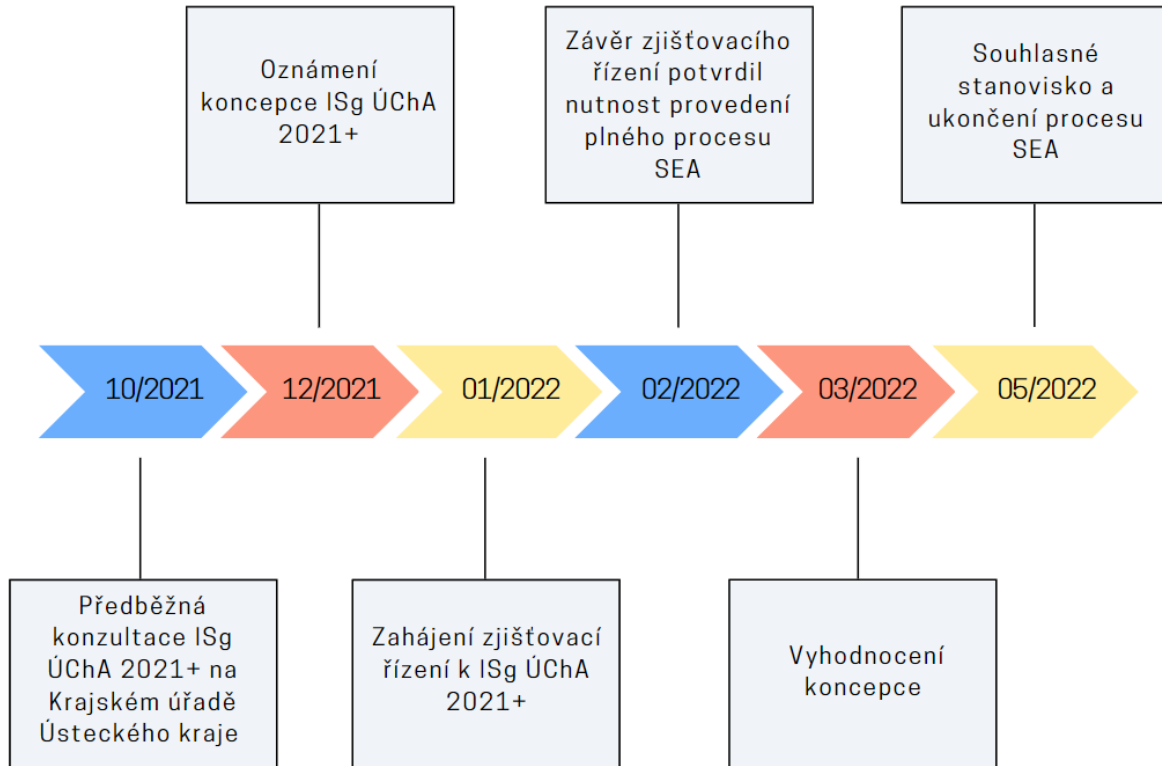 Oznámení
koncepce ISg ÚChA
2021+
Závěr zjišťovacího
řízení potvrdil
nutnost provedení
plného procesu
SEA
Souhlasné
stanovisko a
ukončení procesu
SEA
10/2021
12/2021
01/2022
02/2022
03/2022
05/2022
Předběžná
konzultace ISg
ÚChA 2021+ na
Krajském úřadě
Ústeckého kraje
Zahájení zjišťovací
řízení k ISg ÚChA
2021+
Vyhodnocení
koncepce